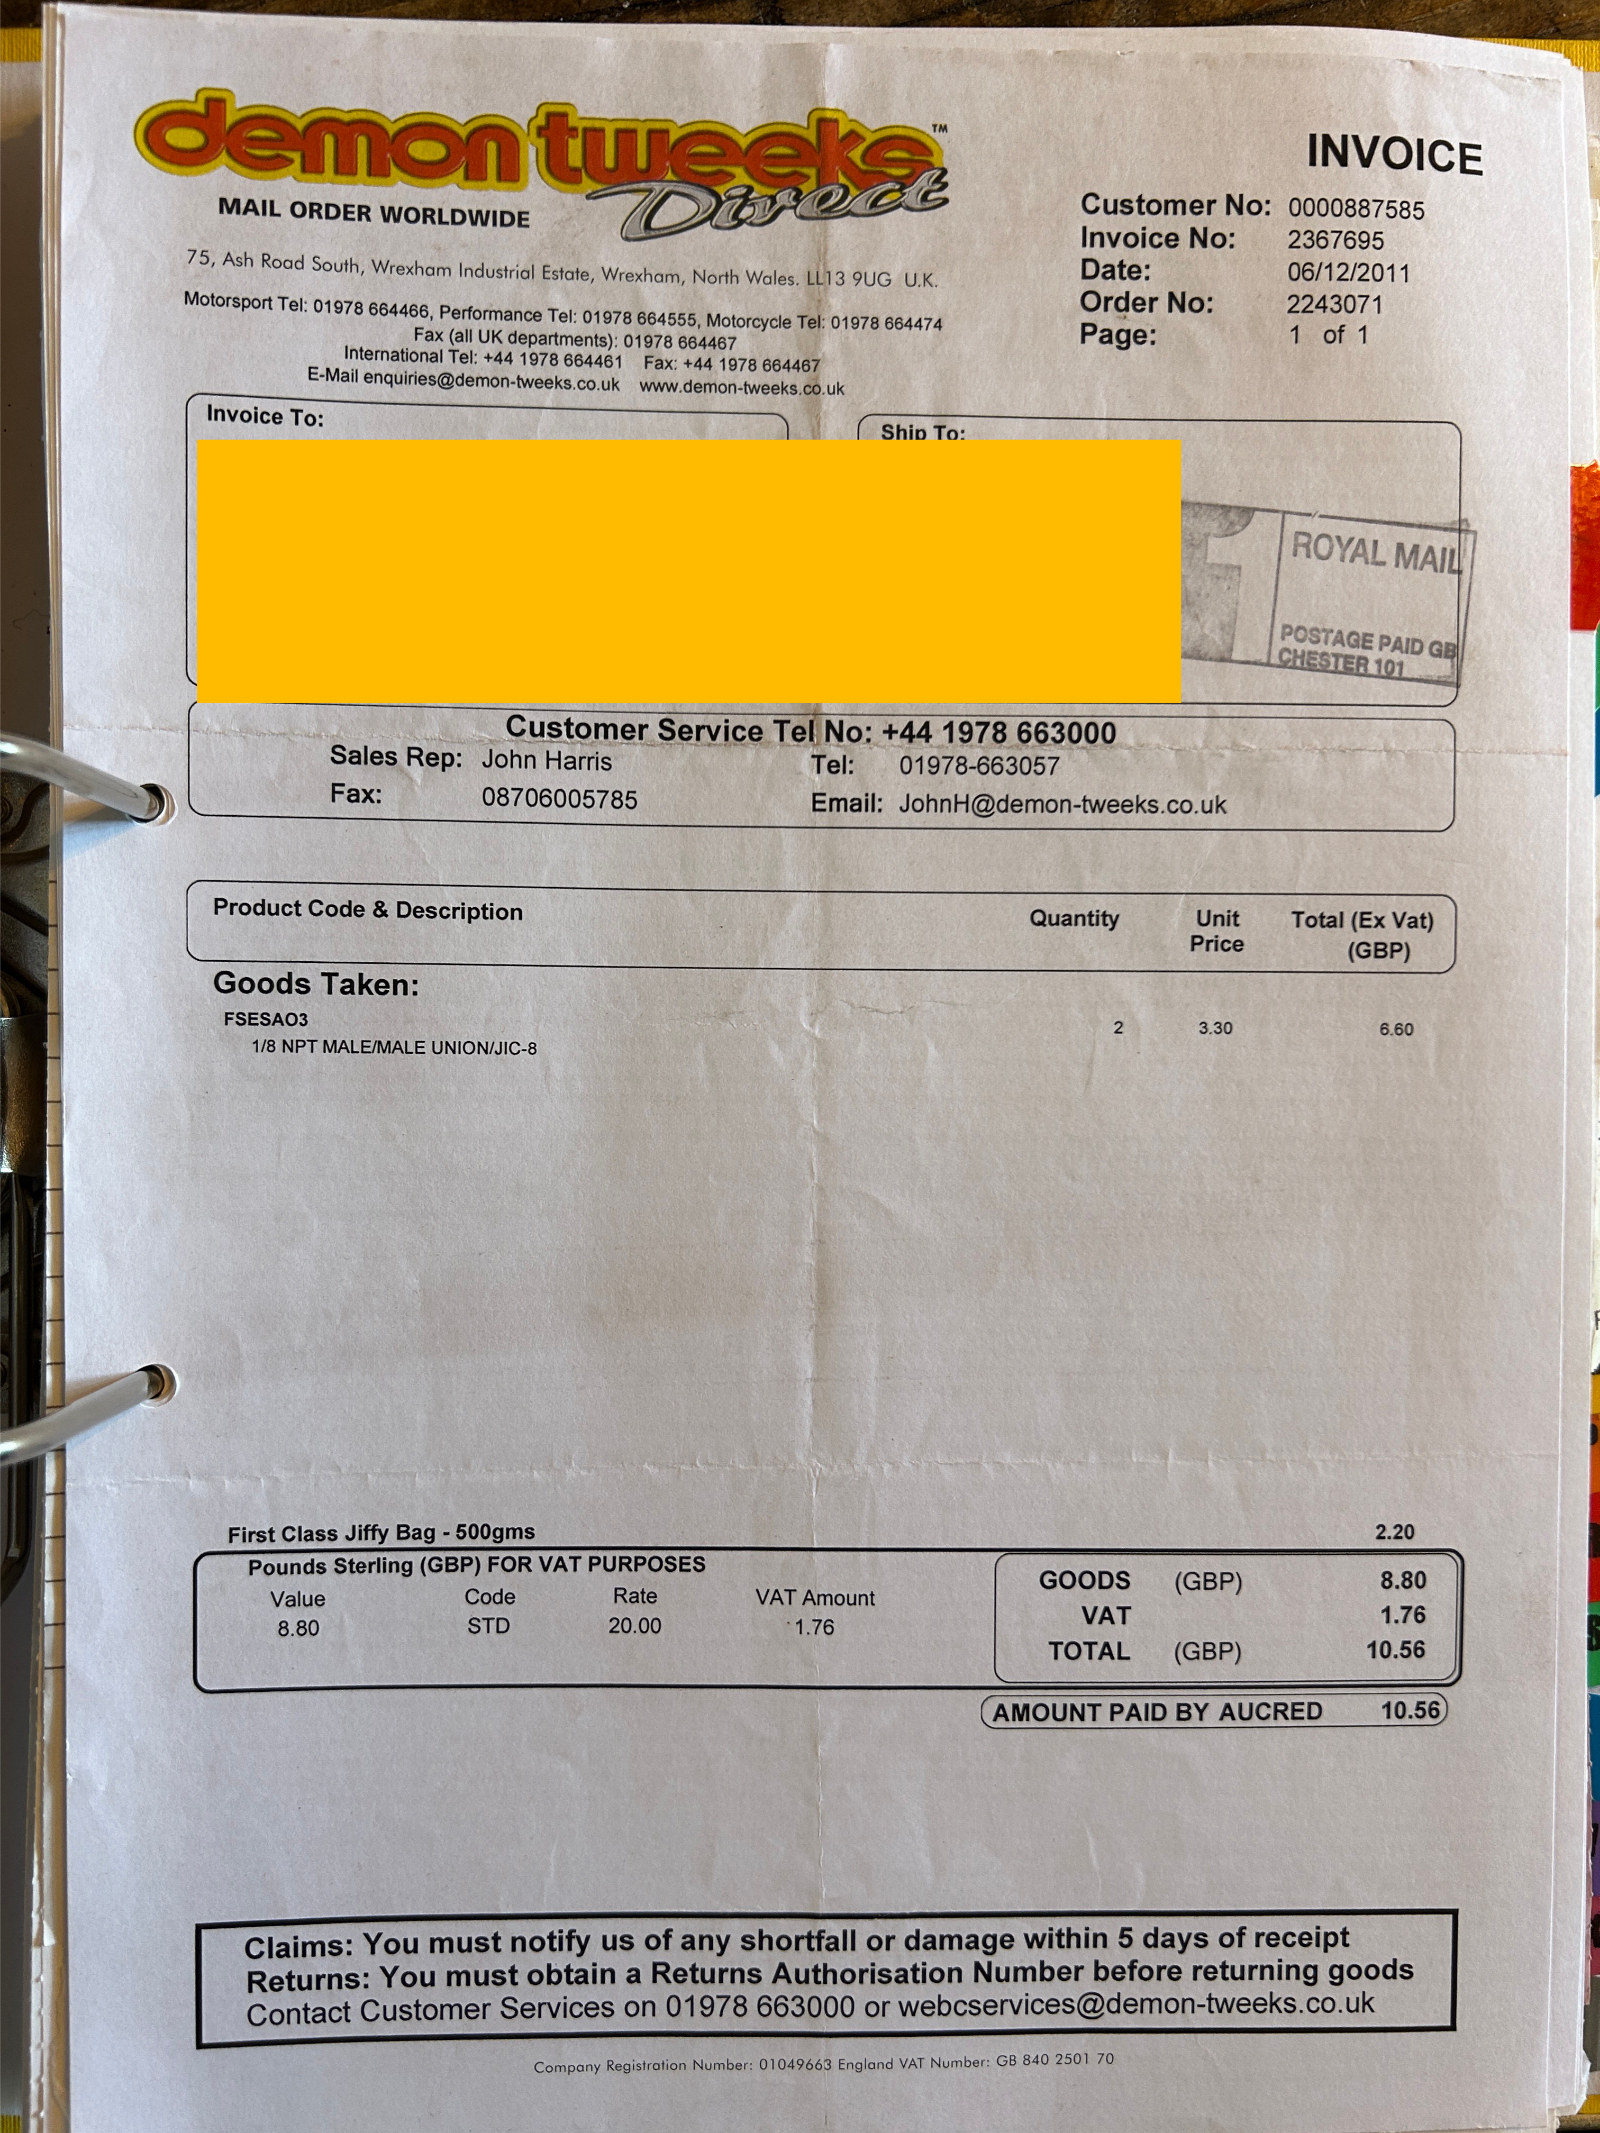 demon tweeks™
Direct
MAIL ORDER WORLDWIDE
75, Ash Road South, Wrexham Industrial Estate, Wrexham, North Wales. LL13 9UG U.K.
Motorsport Tel: 01978 664466, Performance Tel: 01978 664555, Motorcycle Tel: 01978 664474
Fax (all UK departments): 01978 664467
International Tel: +44 1978 664461 Fax: +44 1978 664467
E-Mail enquiries@demon-tweeks.co.uk www.demon-tweeks.co.uk
INVOICE
Customer No: 0000887585
Invoice No: 2367695
Date: 06/12/2011
Order No: 2243071
Page: 1 of 1
Invoice To:
Ship To:
ROYAL MAIL
POSTAGE PAID GB
CHESTER 101
Customer Service Tel No: +44 1978 663000
Sales Rep: John Harris Tel: 01978-663057
Fax: 08706005785 Email: JohnH@demon-tweeks.co.uk
Product Code & Description Quantity Unit Price Total (Ex Vat) (GBP)
Goods Taken:
FSESAO3 2 3.30 6.60
1/8 NPT MALE/MALE UNION/JIC-8
First Class Jiffy Bag - 500gms 2.20
Pounds Sterling (GBP) FOR VAT PURPOSES
Value Code Rate VAT Amount
8.80 STD 20.00 1.76
GOODS (GBP) 8.80
VAT 1.76
TOTAL (GBP) 10.56
AMOUNT PAID BY AUCRED 10.56
Claims: You must notify us of any shortfall or damage within 5 days of receipt
Returns: You must obtain a Returns Authorisation Number before returning goods
Contact Customer Services on 01978 663000 or webcservices@demon-tweeks.co.uk
Company Registration Number: 01049663 England VAT Number: GB 840 2501 70